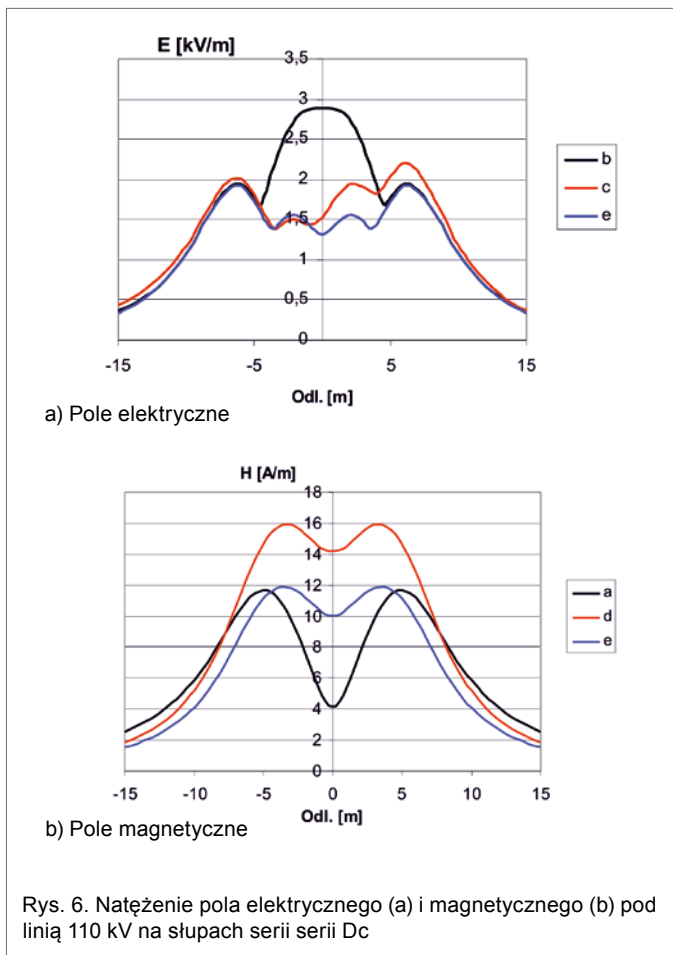 E [kV/m]
3,5
3
2,5
2
1,5
1
0,5
0
-15
-5
5
15
Odl. [m]
b
c
e
a) Pole elektryczne
H [A/m]
18
16
14
12
10
8
6
4
2
0
-15
-10
-5
0
5
10
15
Odl. [m]
a
d
e
b) Pole magnetyczne
Rys. 6. Natężenie pola elektrycznego (a) i magnetycznego (b) pod
linią 110 kV na słupach serii serii Dc